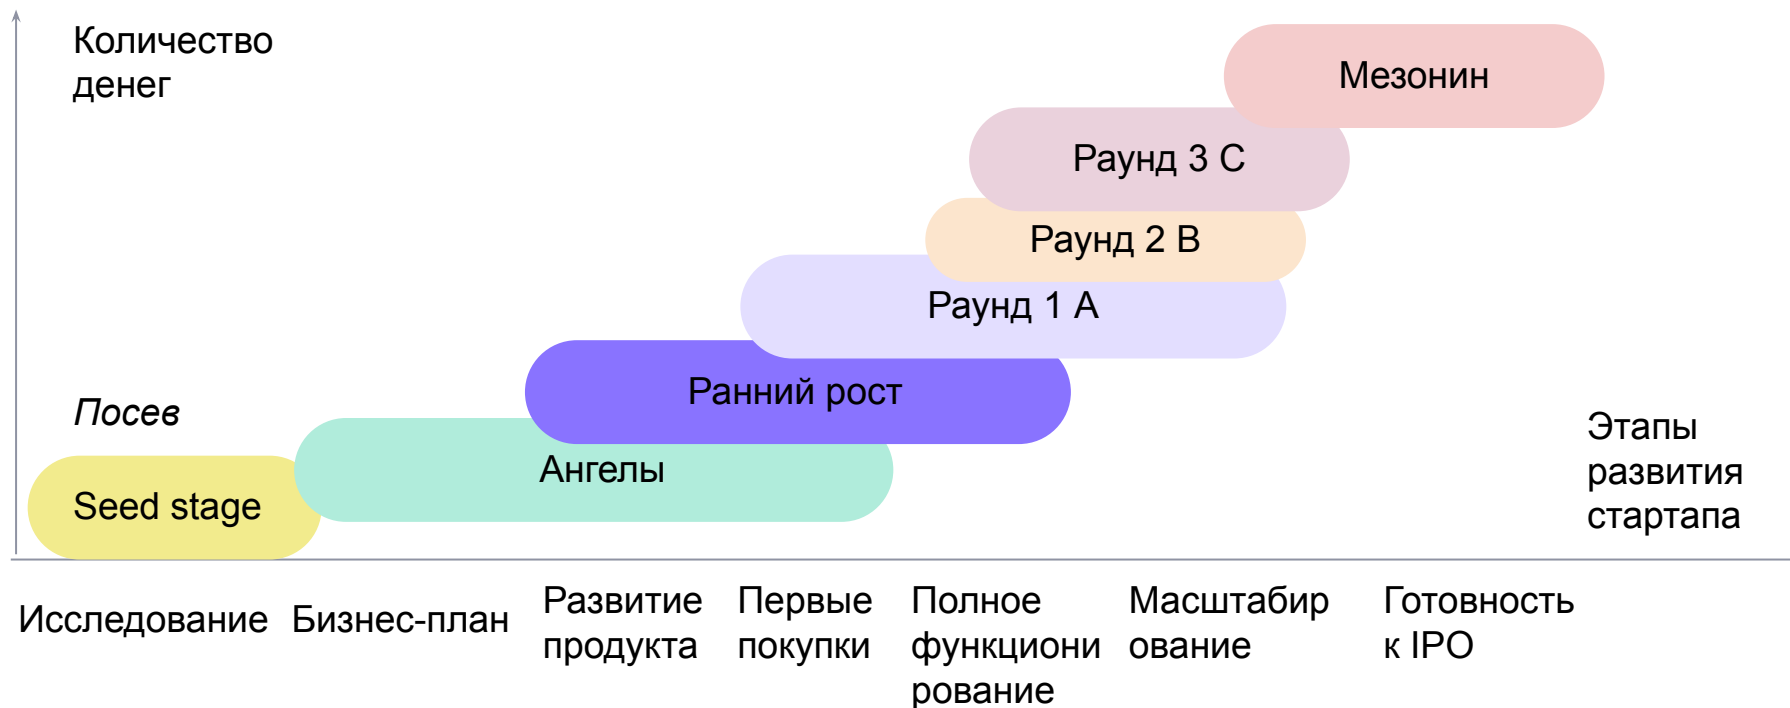 Количество
денег
Мезонин
Раунд 3 C
Раунд 2 B
Раунд 1 A
Ранний рост
Посев
Ангелы
Seed stage
Этапы
развития
стартапа
Исследование
Бизнес-план
Развитие
продукта
Первые
покупки
Полное
функциони
рование
Масштабир
ование
Готовность
к IPO